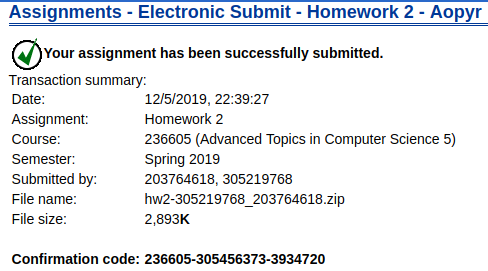 Assignments - Electronic Submit - Homework 2 - Aopyr
Your assignment has been successfully submitted.
Transaction summary:
Date: 12/5/2019, 22:39:27
Assignment: Homework 2
Course: 236605 (Advanced Topics in Computer Science 5)
Semester: Spring 2019
Submitted by: 203764618, 305219768
File name: hw2-305219768_203764618.zip
File size: 2,893K
Confirmation code: 236605-305456373-3934720